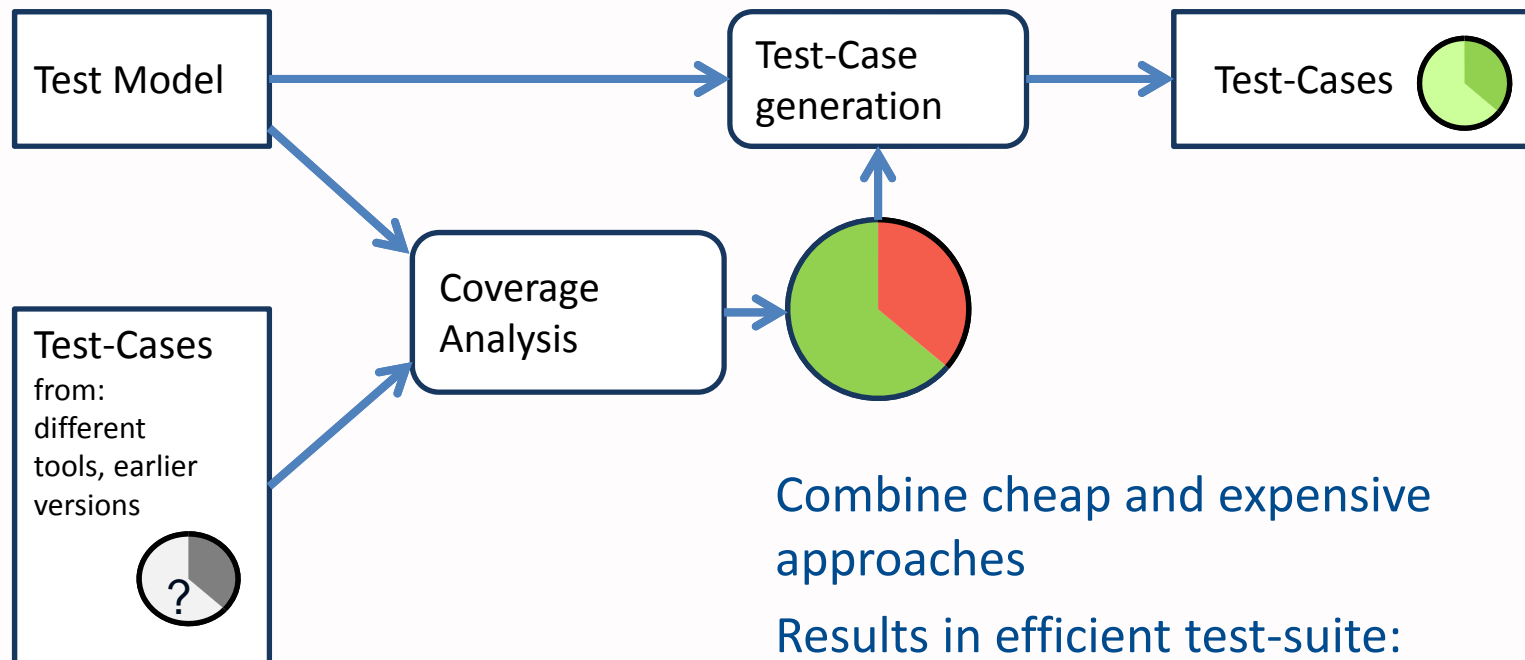 Test Model
Test-Case
generation
Test-Cases
Coverage
Analysis
Test-Cases
from:
different
tools, earlier
versions
?
Combine cheap and expensive
approaches
Results in efficient test-suite: